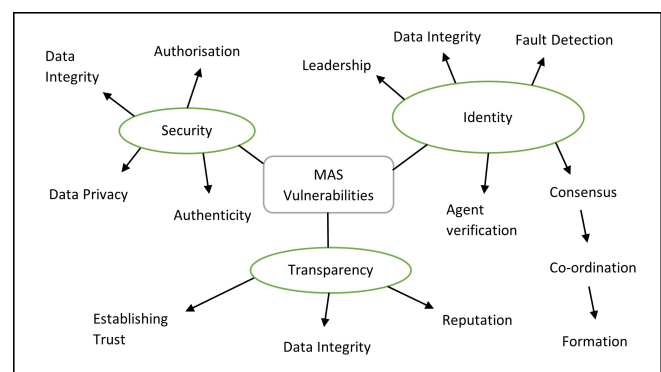 Data Integrity
Fault Detection
Authorisation
Data
Integrity
Leadership
Identity
Security
MAS
Vulnerabilities
Data Privacy
Authenticity
Agent
verification
Consensus
Transparency
Co-ordination
Establishing
Trust
Reputation
Data Integrity
Formation